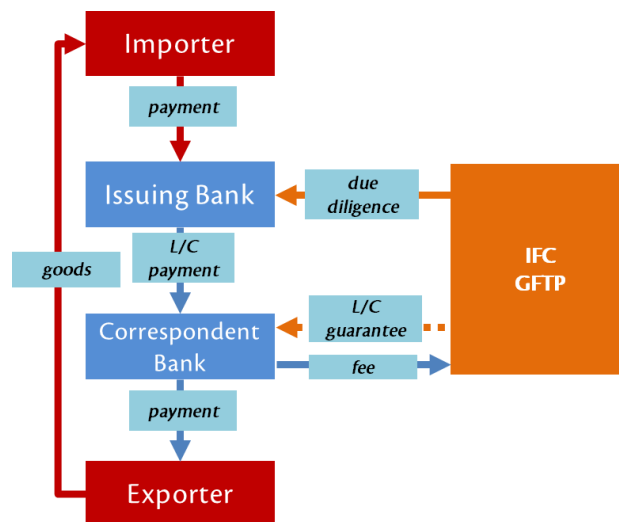 Importer
payment
Issuing Bank
due
diligence
L/C
payment
goods
IFC
GFTP
L/C
guarantee
Correspondent
Bank
fee
payment
Exporter